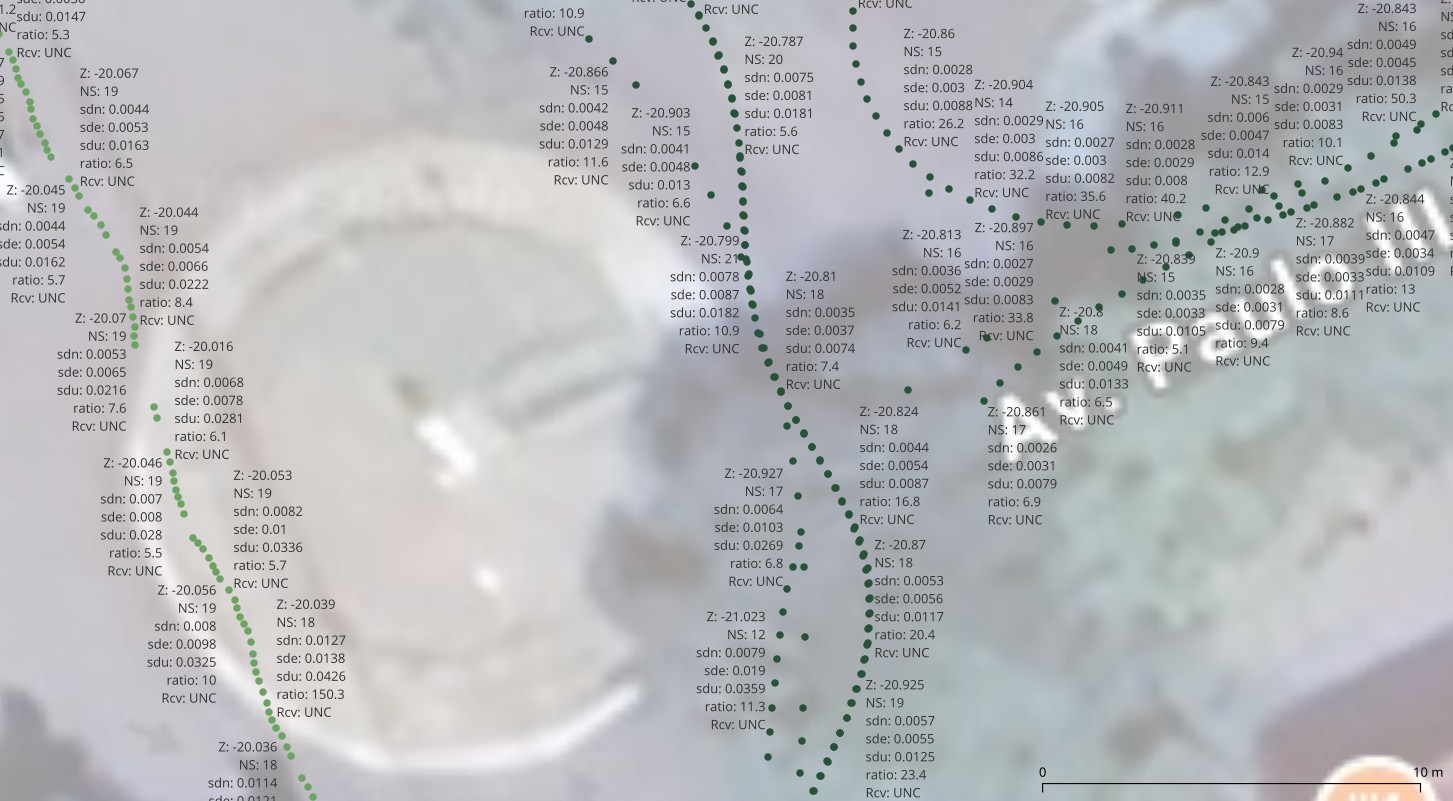 1.2
sdu: 0.0147
ratio: 5.3
Rcv: UNC
Z: -20.067
NS: 19
sdn: 0.0044
sde: 0.0053
sdu: 0.0163
ratio: 6.5
Rcv: UNC
Z: -20.045
NS: 19
sdn: 0.0044
sde: 0.0054
sdu: 0.0162
ratio: 5.7
Rcv: UNC
Z: -20.044
NS: 19
sdn: 0.0054
sde: 0.0066
sdu: 0.0222
ratio: 8.4
Rcv: UNC
Z: -20.07
NS: 19
sdn: 0.0053
sde: 0.0065
sdu: 0.0216
ratio: 7.6
Rcv: UNC
Z: -20.016
NS: 19
sdn: 0.0068
sde: 0.0078
sdu: 0.0281
ratio: 6.1
Rcv: UNC
Z: -20.046
NS: 19
sdn: 0.007
sde: 0.008
sdu: 0.028
ratio: 5.5
Rcv: UNC
Z: -20.053
NS: 19
sdn: 0.0082
sde: 0.01
sdu: 0.0336
ratio: 5.7
Rcv: UNC
Z: -20.056
NS: 19
sdn: 0.008
sde: 0.0098
sdu: 0.0325
ratio: 10
Rcv: UNC
Z: -20.039
NS: 18
sdn: 0.0127
sde: 0.0138
sdu: 0.0426
ratio: 150.3
Rcv: UNC
Z: -20.036
NS: 18
sdn: 0.0114
ratio: 10.9
Rcv: UNC
Z: -20.866
NS: 15
sdn: 0.0042
sde: 0.0048
sdu: 0.0129
ratio: 11.6
Rcv: UNC
Z: -20.903
NS: 15
sdn: 0.0041
sde: 0.0048
sdu: 0.013
ratio: 6.6
Rcv: UNC
Rcv: UNC
Z: -20.787
NS: 20
sdn: 0.0075
sde: 0.0081
sdu: 0.0181
ratio: 5.6
Rcv: UNC
Z: -20.799
NS: 21
sdn: 0.0078
sde: 0.0087
sdu: 0.0182
ratio: 10.9
Rcv: UNC
Z: -20.81
NS: 18
sdn: 0.0035
sde: 0.0037
sdu: 0.0074
ratio: 7.4
Rcv: UNC
Rcv: UNC
Z: -20.86
NS: 15
sdn: 0.0028
sde: 0.003
sdu: 0.0088
ratio: 26.2
Rcv: UNC
Z: -20.904
NS: 14
sdn: 0.0029
sde: 0.003
sdu: 0.0086
ratio: 32.2
Rcv: UNC
Z: -20.905
NS: 16
sdn: 0.0027
sde: 0.003
sdu: 0.0082
ratio: 35.6
Rcv: UNC
Z: -20.911
NS: 16
sdn: 0.0028
sde: 0.0029
sdu: 0.008
ratio: 40.2
Rcv: UNC
Z: -20.843
NS: 15
sdn: 0.006
sde: 0.0047
sdu: 0.014
ratio: 12.9
Rcv: UNC
Z: -20.94
NS: 16
sdn: 0.0029
sde: 0.0031
sdu: 0.0083
ratio: 10.1
Rcv: UNC
Z: -20.843
NS: 16
sdn: 0.0049
sde: 0.0045
sdu: 0.0138
ratio: 50.3
Rcv: UNC
Z: -20.813
NS: 16
sdn: 0.0036
sde: 0.0052
sdu: 0.0141
ratio: 6.2
Rcv: UNC
Z: -20.897
NS: 16
sdn: 0.0027
sde: 0.0029
sdu: 0.0083
ratio: 33.8
Rcv: UNC
Z: -20.8
NS: 18
sdn: 0.0041
sde: 0.0049
sdu: 0.0133
ratio: 6.5
Rcv: UNC
Z: -20.839
NS: 15
sdn: 0.0035
sde: 0.0033
sdu: 0.0105
ratio: 5.1
Rcv: UNC
Z: -20.9
NS: 16
sdn: 0.0028
sde: 0.0031
sdu: 0.0079
ratio: 9.4
Rcv: UNC
Z: -20.882
NS: 17
sdn: 0.0039
sde: 0.0033
sdu: 0.0111
ratio: 8.6
Rcv: UNC
Z: -20.844
NS: 16
sdn: 0.0047
sde: 0.0034
sdu: 0.0109
ratio: 13
Rcv: UNC
Av. Paulo
Z: -20.824
NS: 18
sdn: 0.0044
sde: 0.0054
sdu: 0.0087
ratio: 16.8
Rcv: UNC
Z: -20.861
NS: 17
sdn: 0.0026
sde: 0.0031
sdu: 0.0079
ratio: 6.9
Rcv: UNC
Z: -20.927
NS: 17
sdn: 0.0064
sde: 0.0103
sdu: 0.0269
ratio: 6.8
Rcv: UNC
Z: -20.87
NS: 18
sdn: 0.0053
sde: 0.0056
sdu: 0.0117
ratio: 20.4
Rcv: UNC
Z: -21.023
NS: 12
sdn: 0.0079
sde: 0.019
sdu: 0.0359
ratio: 11.3
Rcv: UNC
Z: -20.925
NS: 19
sdn: 0.0057
sde: 0.0055
sdu: 0.0125
ratio: 23.4
Rcv: UNC
0 10 m